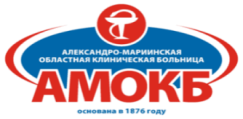 АЛЕКСАНДРО-МАРИИНСКАЯ
ОБЛАСТНАЯ КЛИНИЧЕСКАЯ БОЛЬНИЦА
АМОКБ
основана в 1876 году